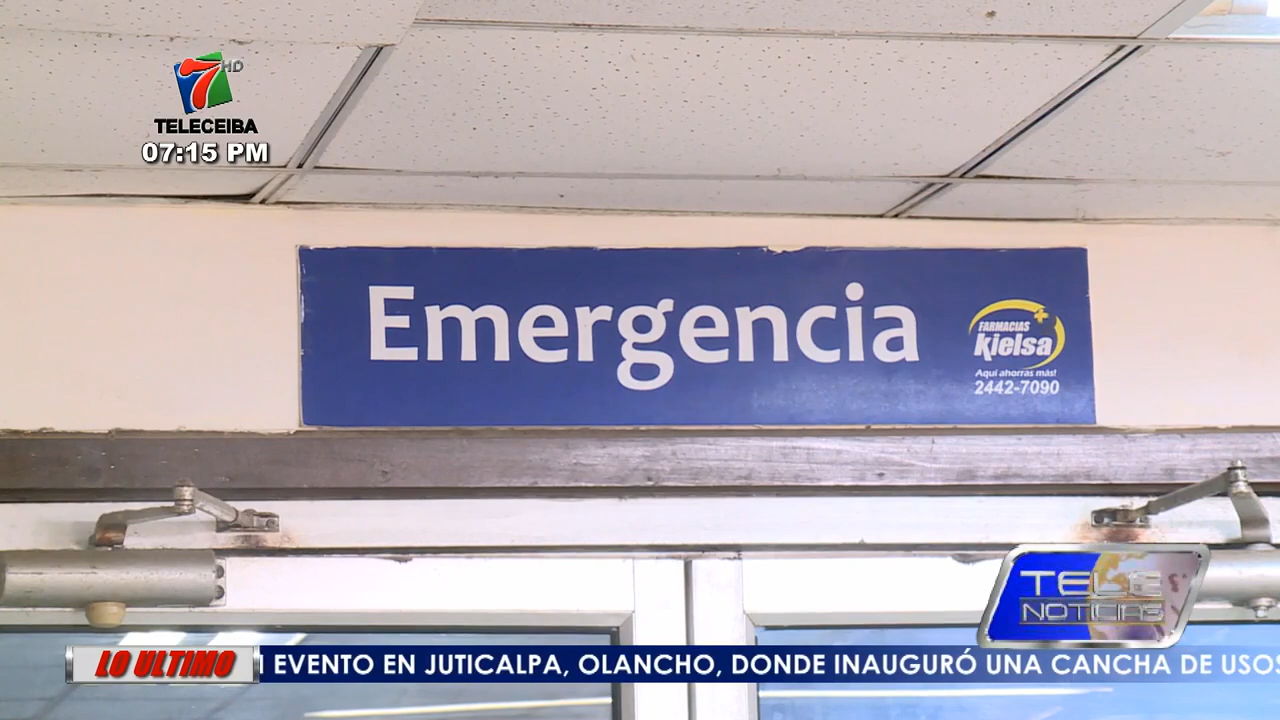 7 HD
TELECEIBA
07:15 PM
Emergencia
FARMACIAS
Kielsa
Aquí ahorras más!
2442-7090
TELE
NOTICIAS
LO ULTIMO
EVENTO EN JUTICALPA, OLANCHO, DONDE INAUGURÓ UNA CANCHA DE USOS